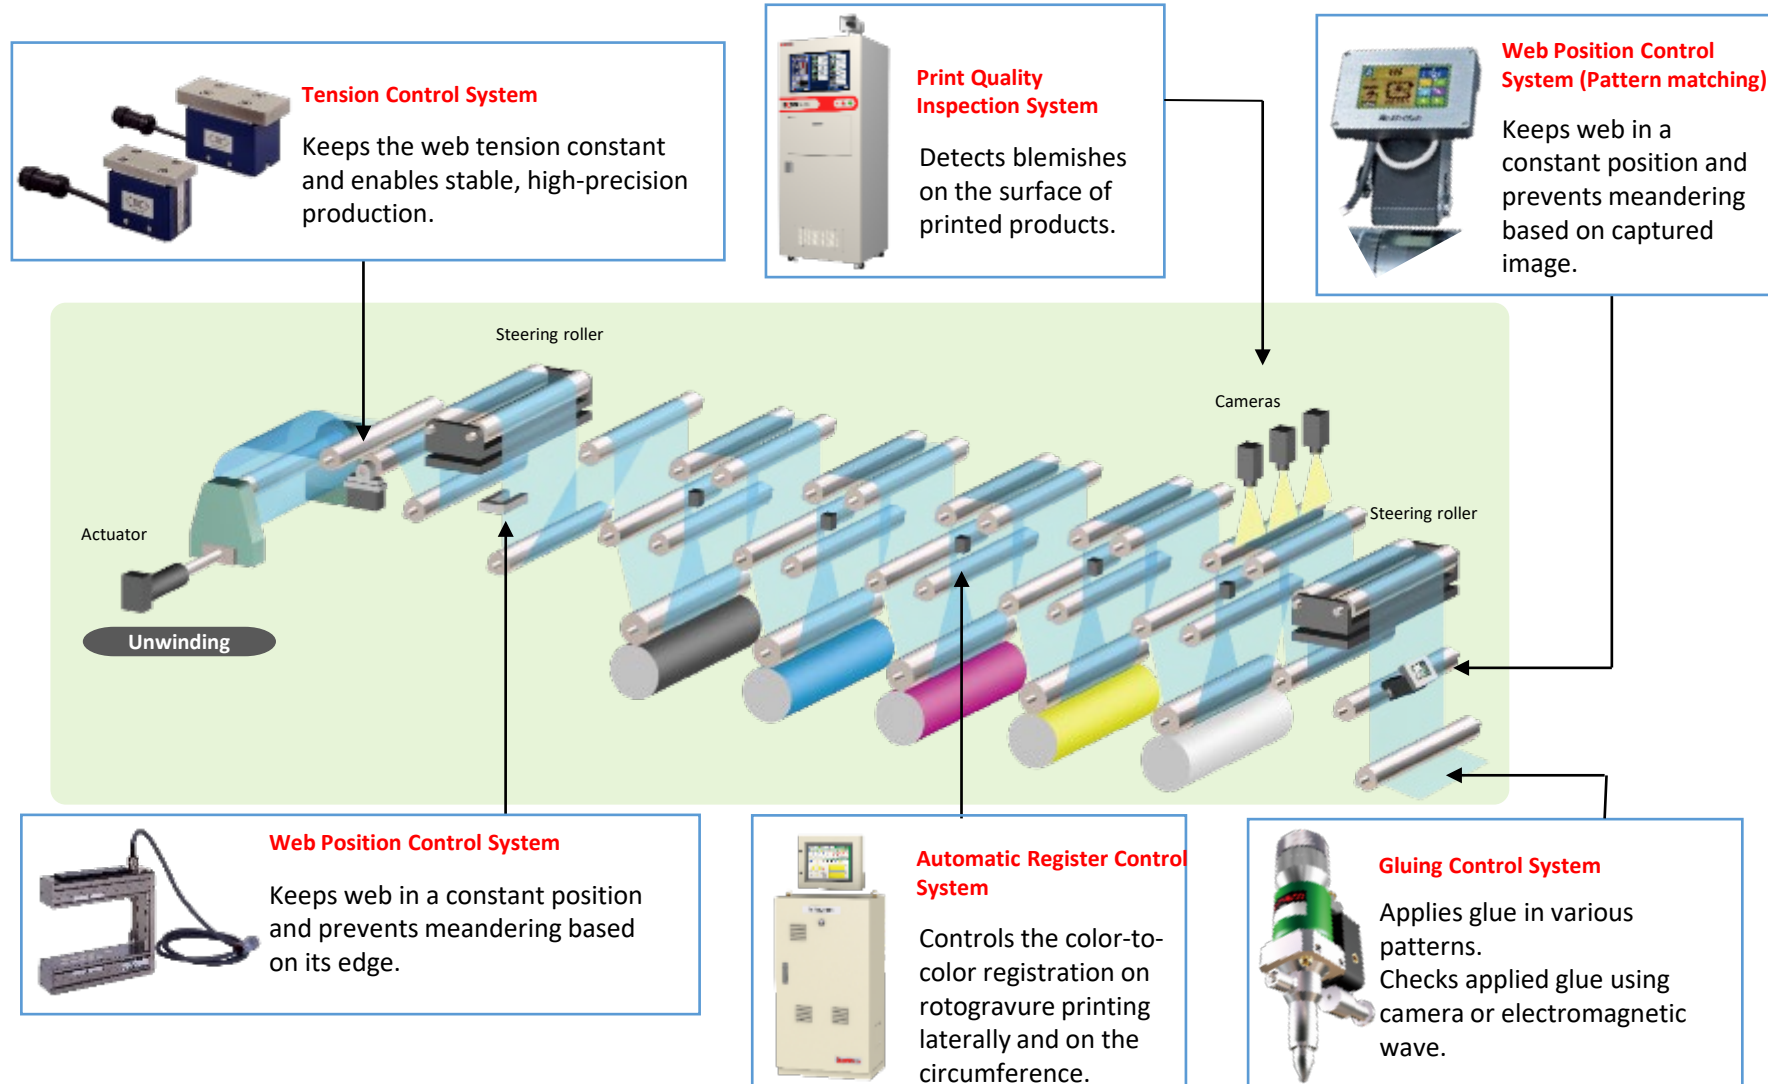 Tension Control System
Keeps the web tension constant
and enables stable, high-precision
production.
Print Quality
Inspection System
Detects blemishes
on the surface of
printed products.
Web Position Control
System (Pattern matching)
Keeps web in a
constant position and
prevents meandering
based on captured
image.
Steering roller
Cameras
Steering roller
Actuator
Unwinding
Web Position Control System
Keeps web in a constant position
and prevents meandering based
on its edge.
Automatic Register Control
System
Controls the color-to-
color registration on
rotogravure printing
laterally and on the
circumference.
Gluing Control System
Applies glue in various
patterns.
Checks applied glue using
camera or electromagnetic
wave.